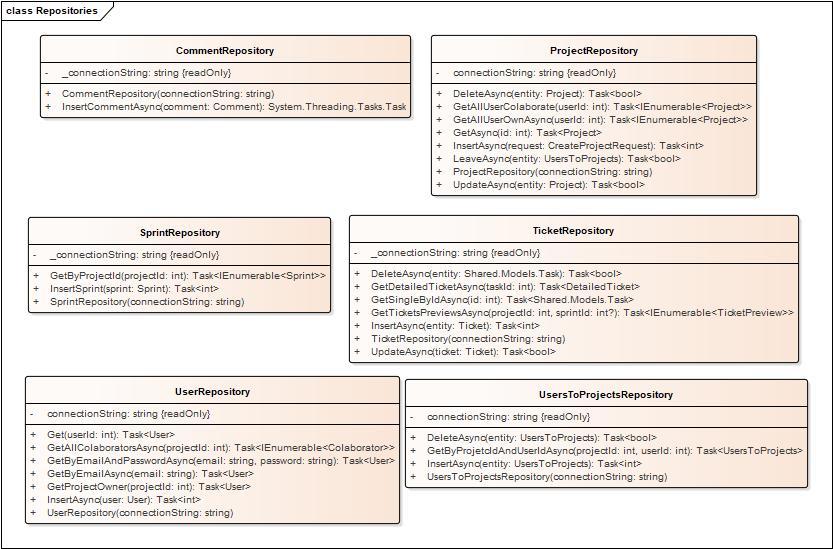 class Repositories
CommentRepository
- _connectionString: string {readOnly}
+ CommentRepository(connectionString: string)
+ InsertCommentAsync(comment: Comment): System.Threading.Tasks.Task
ProjectRepository
- connectionString: string {readOnly}
+ DeleteAsync(entity: Project): Task<bool>
+ GetAllUserColaborate(userId: int): Task<IEnumerable<Project>>
+ GetAllUserOwnAsync(userId: int): Task<IEnumerable<Project>>
+ GetAsync(id: int): Task<Project>
+ InsertAsync(request: CreateProjectRequest): Task<int>
+ LeaveAsync(entity: UsersToProjects): Task<bool>
+ ProjectRepository(connectionString: string)
+ UpdateAsync(entity: Project): Task<bool>
SprintRepository
- _connectionString: string {readOnly}
+ GetByProjectId(projectId: int): Task<IEnumerable<Sprint>>
+ InsertSprint(sprint: Sprint): Task<int>
+ SprintRepository(connectionString: string)
TicketRepository
- _connectionString: string {readOnly}
+ DeleteAsync(entity: Shared.Models.Task): Task<bool>
+ GetDetailedTicketAsync(taskId: int): Task<DetailedTicket>
+ GetSingleByIdAsync(id: int): Task<Shared.Models.Task>
+ GetTicketsPreviewsAsync(projectId: int, sprintId: int?): Task<IEnumerable<TicketPreview>>
+ InsertAsync(entity: Ticket): Task<int>
+ TicketRepository(connectionString: string)
+ UpdateAsync(ticket: Ticket): Task<bool>
UserRepository
- connectionString: string {readOnly}
+ Get(userId: int): Task<User>
+ GetAllColaboratorsAsync(projectId: int): Task<IEnumerable<Colaborator>>
+ GetByEmailAndPasswordAsync(email: string, password: string): Task<User>
+ GetByEmailAsync(email: string): Task<User>
+ GetProjectOwner(projectId: int): Task<User>
+ InsertAsync(user: User): Task<int>
+ UserRepository(connectionString: string)
UsersToProjectsRepository
- connectionString: string {readOnly}
+ DeleteAsync(entity: UsersToProjects): Task<bool>
+ GetByProjetcIdAndUserIdAsync(projectId: int, userId: int): Task<UsersToProjects>
+ InsertAsync(entity: UsersToProjects): Task<int>
+ UsersToProjectsRepository(connectionString: string)